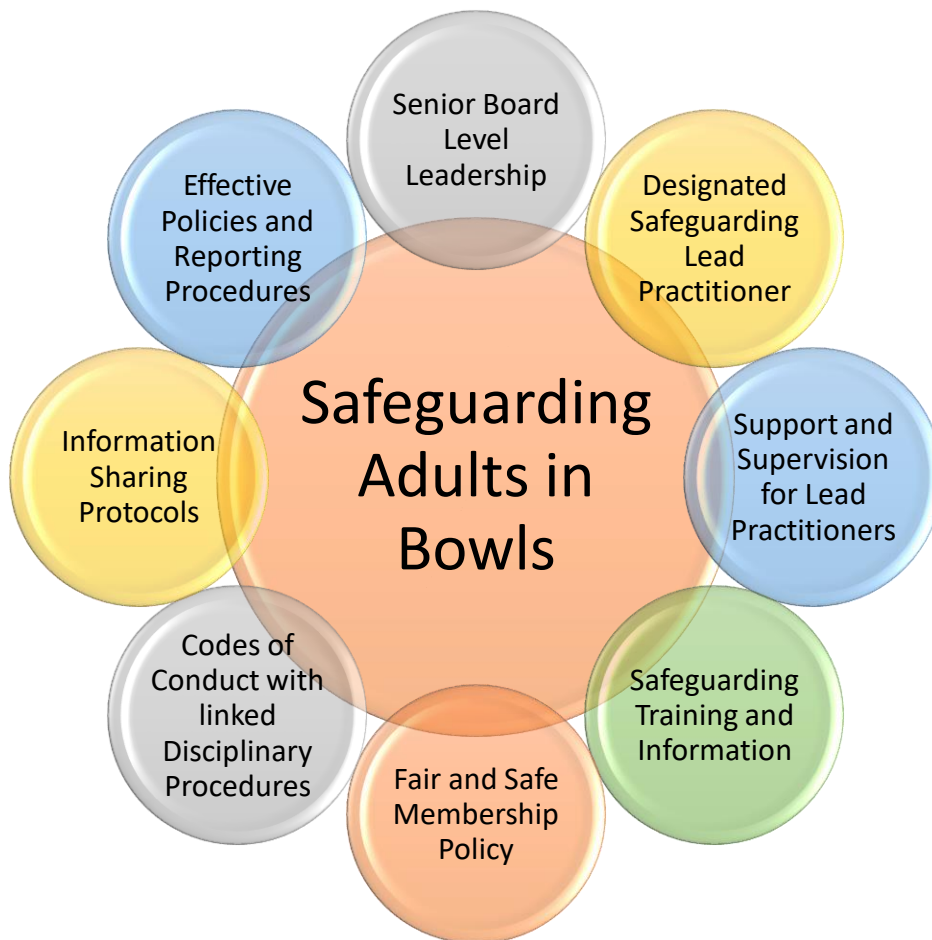 Senior Board
Level
Leadership
Designated
Safeguarding
Lead
Practitioner
Support and
Supervision
for Lead
Practitioners
Safeguarding
Training and
Information
Fair and Safe
Membership
Policy
Codes of
Conduct with
linked
Disciplinary
Procedures
Information
Sharing
Protocols
Effective
Policies and
Reporting
Procedures
Safeguarding
Adults in
Bowls